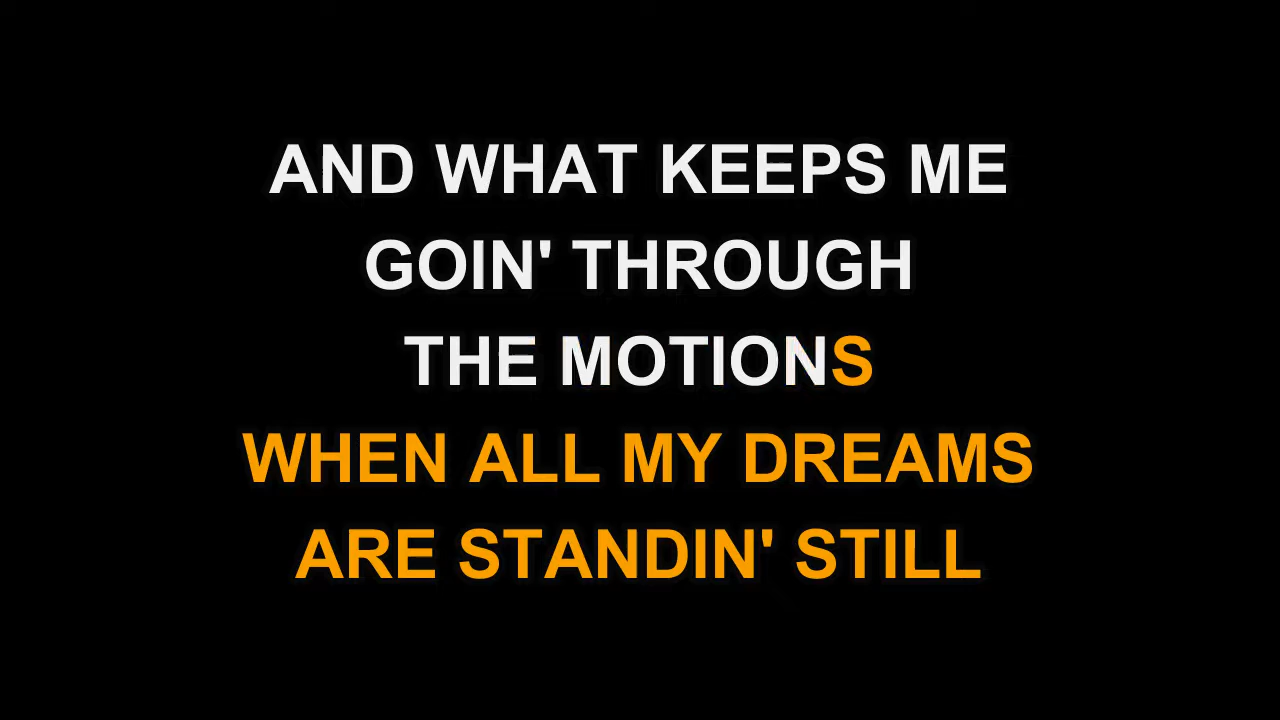 AND WHAT KEEPS ME
GOIN' THROUGH
THE MOTIONS
WHEN ALL MY DREAMS
ARE STANDIN' STILL